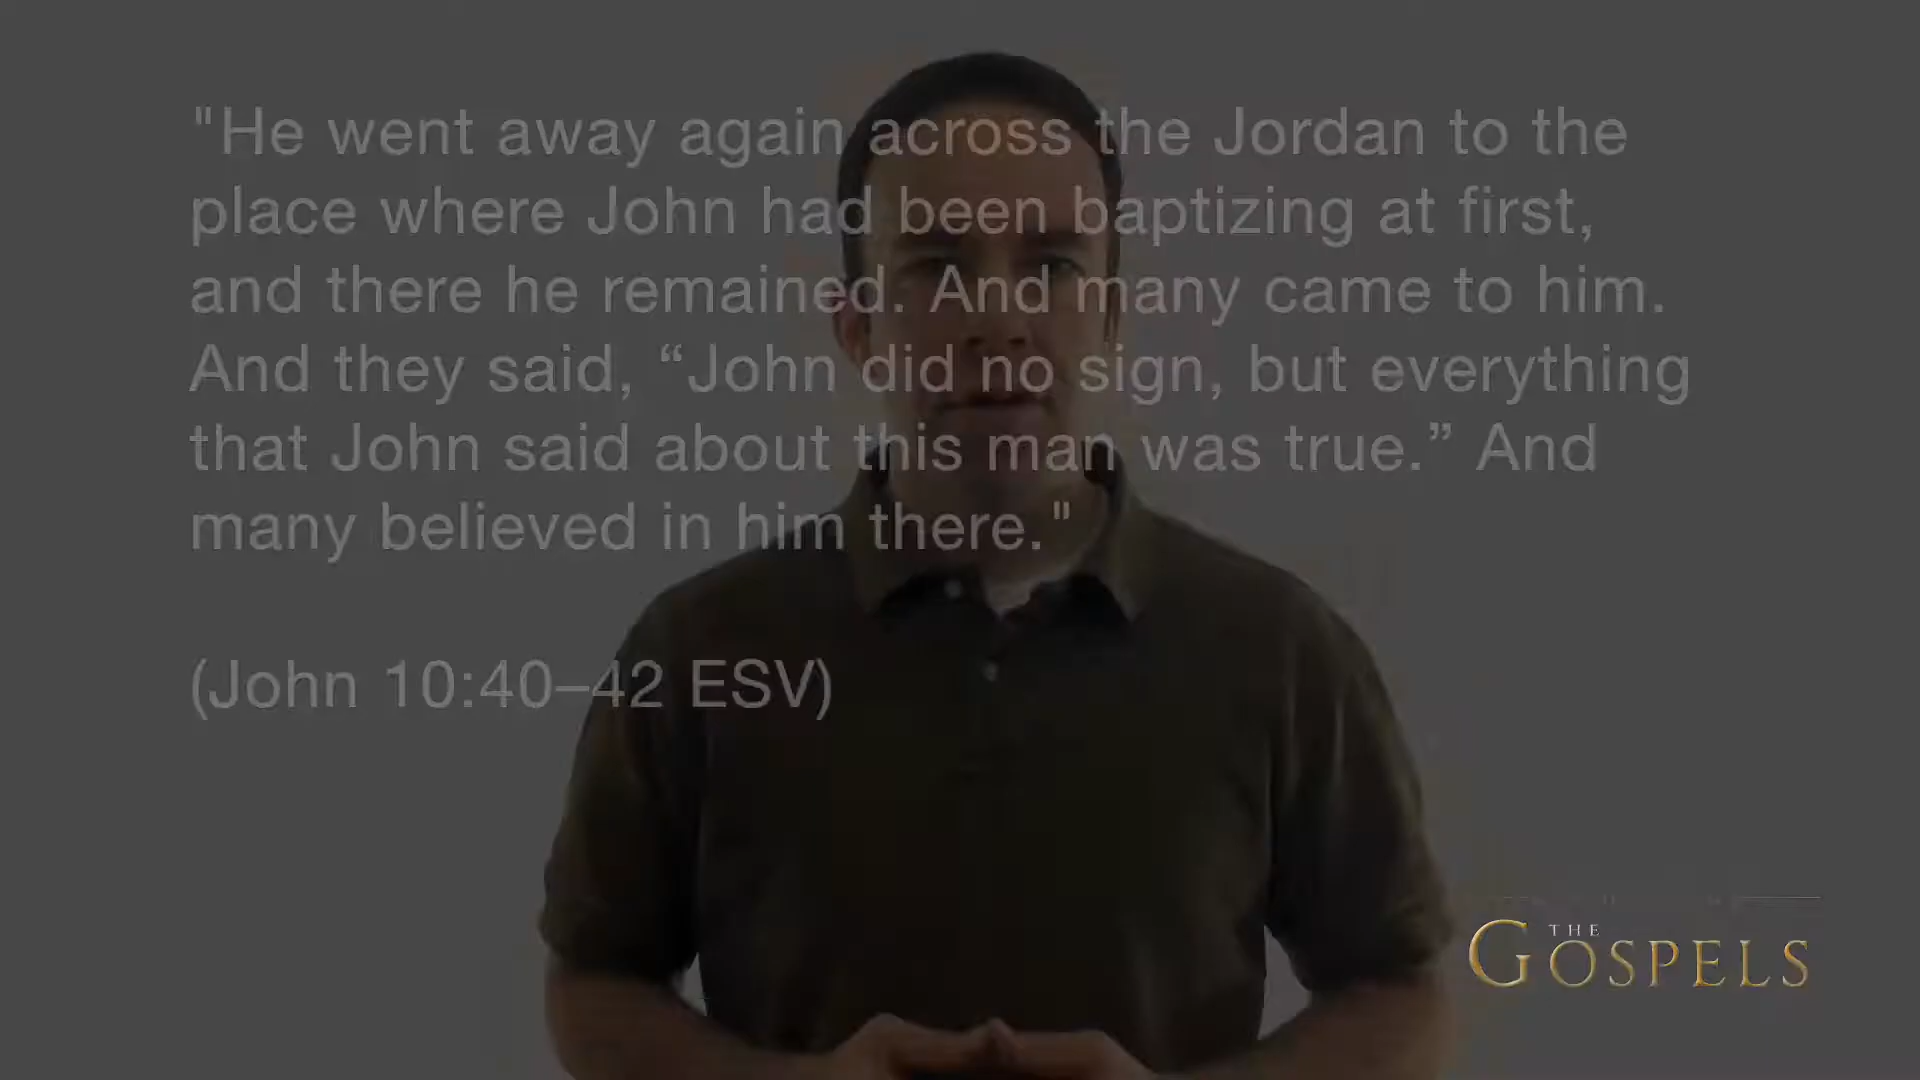 "He went away again across the Jordan to the
place where John had been baptizing at first,
and there he remained. And many came to him.
And they said, “John did no sign, but everything
that John said about this man was true.” And
many believed in him there."
(John 10:40–42 ESV)
THE
GOSPELS